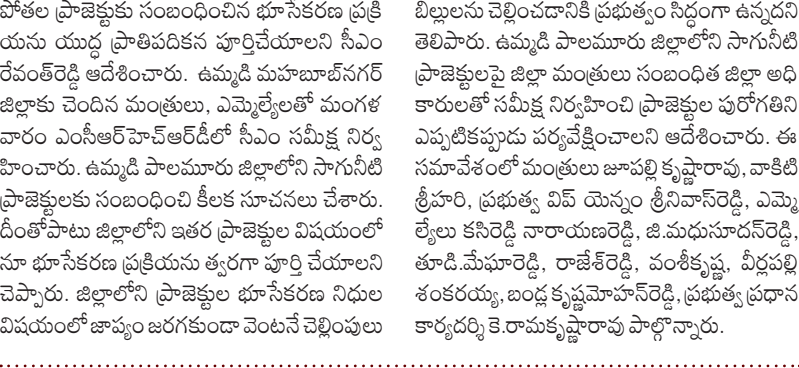 పోతల ప్రాజెక్టుకు సంబంధించిన భూసేకరణ ప్రక్రి
యను యుద్ధ ప్రాతిపదికన పూర్తిచేయాలని సీఎం
రేవంత్‌రెడ్డి ఆదేశించారు. ఉమ్మడి మహబూబ్‌నగర్
జిల్లాకు చెందిన మంత్రులు, ఎమ్మెల్యేలతో మంగళ
వారం ఎంసీఆర్‌హెచ్‌ఆర్‌డీలో సీఎం సమీక్ష నిర్వ
హించారు. ఉమ్మడి పాలమూరు జిల్లాలోని సాగునీటి
ప్రాజెక్టులకు సంబంధించి కీలక సూచనలు చేశారు.
దీంతోపాటు జిల్లాలోని ఇతర ప్రాజెక్టుల విషయంలో
నూ భూసేకరణ ప్రక్రియను త్వరగా పూర్తి చేయాలని
చెప్పారు. జిల్లాలోని ప్రాజెక్టుల భూసేకరణ నిధుల
విషయంలో జాప్యం జరగకుండా వెంటనే చెల్లింపులు
బిల్లులను చెల్లించడానికి ప్రభుత్వం సిద్ధంగా ఉన్నదని
తెలిపారు. ఉమ్మడి పాలమూరు జిల్లాలోని సాగునీటి
ప్రాజెక్టులపై జిల్లా మంత్రులు సంబంధిత జిల్లా అధి
కారులతో సమీక్ష నిర్వహించి ప్రాజెక్టుల పురోగతిని
ఎప్పటికప్పుడు పర్యవేక్షించాలని ఆదేశించారు. ఈ
సమావేశంలో మంత్రులు జూపల్లి కృష్ణారావు, వాకిటి
శ్రీహరి, ప్రభుత్వ విప్ యెన్నం శ్రీనివాస్‌రెడ్డి, ఎమ్మె
ల్యేలు కసిరెడ్డి నారాయణరెడ్డి, జి.మధుసూదన్‌రెడ్డి,
తూడి.మేఘారెడ్డి, రాజేశ్‌రెడ్డి, వంశీకృష్ణ, వీర్లపల్లి
శంకరయ్య, బండ్ల కృష్ణమోహన్‌రెడ్డి, ప్రభుత్వ ప్రధాన
కార్యదర్శి కె.రామకృష్ణారావు పాల్గొన్నారు.